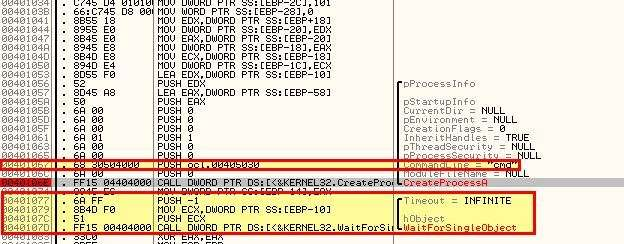 00401034 . C745 D4 010100 MOV DWORD PTR SS:[EBP-2C],101
0040103B . 66:C745 D8 000 MOV WORD PTR SS:[EBP-28],0
00401041 . 8B55 18 MOV EDX,DWORD PTR SS:[EBP+18]
00401044 . 8955 E0 MOV DWORD PTR SS:[EBP-20],EDX
00401047 . 8B45 E0 MOV EAX,DWORD PTR SS:[EBP-20]
0040104A . 8945 E8 MOV DWORD PTR SS:[EBP-18],EAX
0040104D . 8B4D E8 MOV ECX,DWORD PTR SS:[EBP-18]
00401050 . 894D E4 MOV DWORD PTR SS:[EBP-1C],ECX
00401053 . 8D55 F0 LEA EDX,DWORD PTR SS:[EBP-10]
00401056 . 52 PUSH EDX pProcessInfo
00401057 . 8D45 A8 LEA EAX,DWORD PTR SS:[EBP-58]
0040105A . 50 PUSH EAX pStartupInfo
0040105B . 6A 00 PUSH 0 CurrentDir = NULL
0040105D . 6A 00 PUSH 0 pEnvironment = NULL
0040105F . 6A 00 PUSH 0 CreationFlags = 0
00401061 . 6A 01 PUSH 1 InheritHandles = TRUE
00401063 . 6A 00 PUSH 0 pThreadSecurity = NULL
00401065 . 6A 00 PUSH 0 pProcessSecurity = NULL
00401067 . 68 30504000 PUSH ocl.00405030 CommandLine = "cmd"
. 6A 00 PUSH 0 ModuleFileName = NULL
0040106E . FF15 04404000 CALL DWORD PTR DS:[<&KERNEL32.CreateProc CreateProcessA
00401077 . 6A FF PUSH -1 Timeout = INFINITE
00401079 . 8B4D F0 MOV ECX,DWORD PTR SS:[EBP-10]
0040107C . 51 PUSH ECX hObject
0040107D . FF15 00404000 CALL DWORD PTR DS:[<&KERNEL32.WaitForSin WaitForSingleObject
. 33C0 XOR EAX,EAX